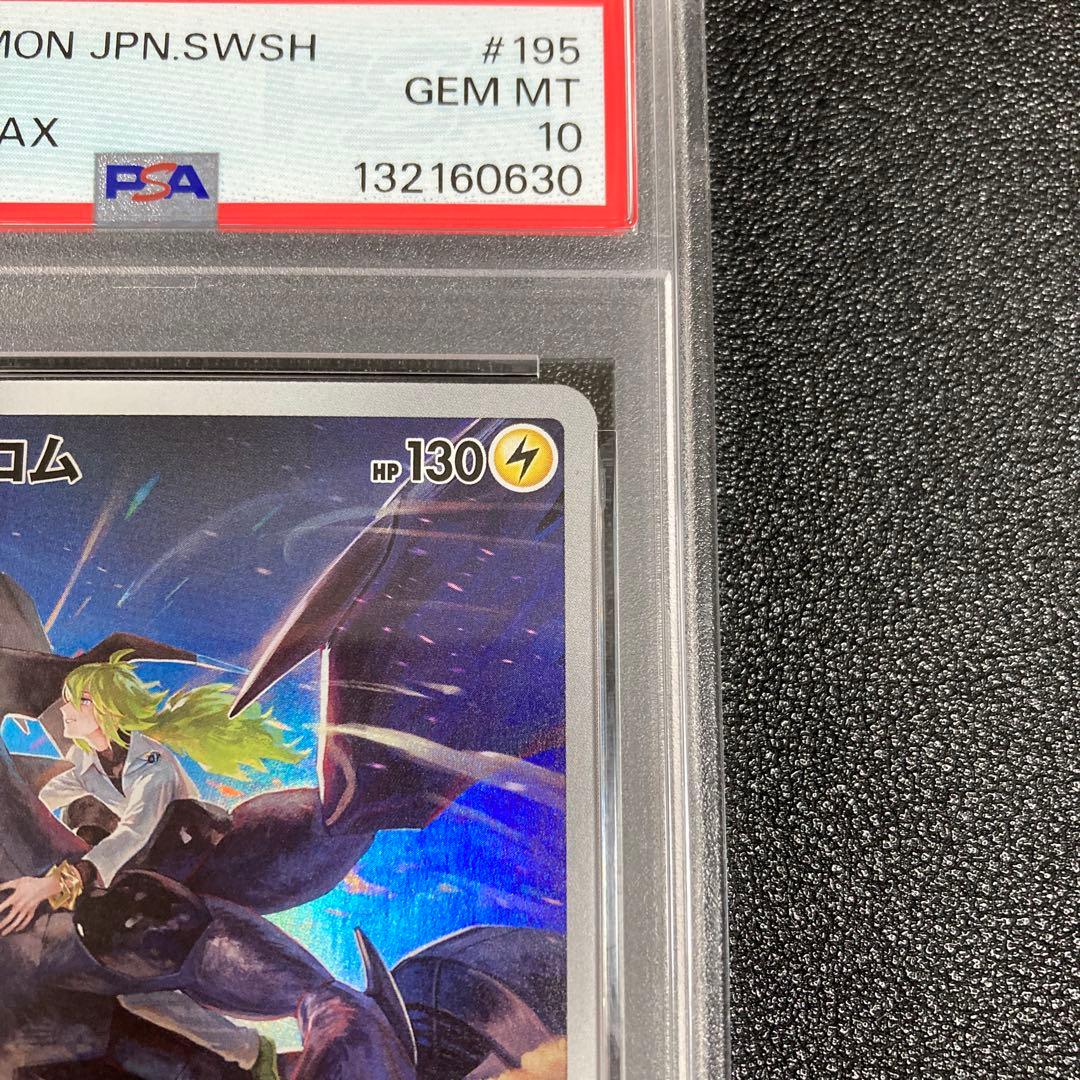 MON JPN.SWSH #195
GEM MT
AX 10
PSA 132160630
ロム HP 130